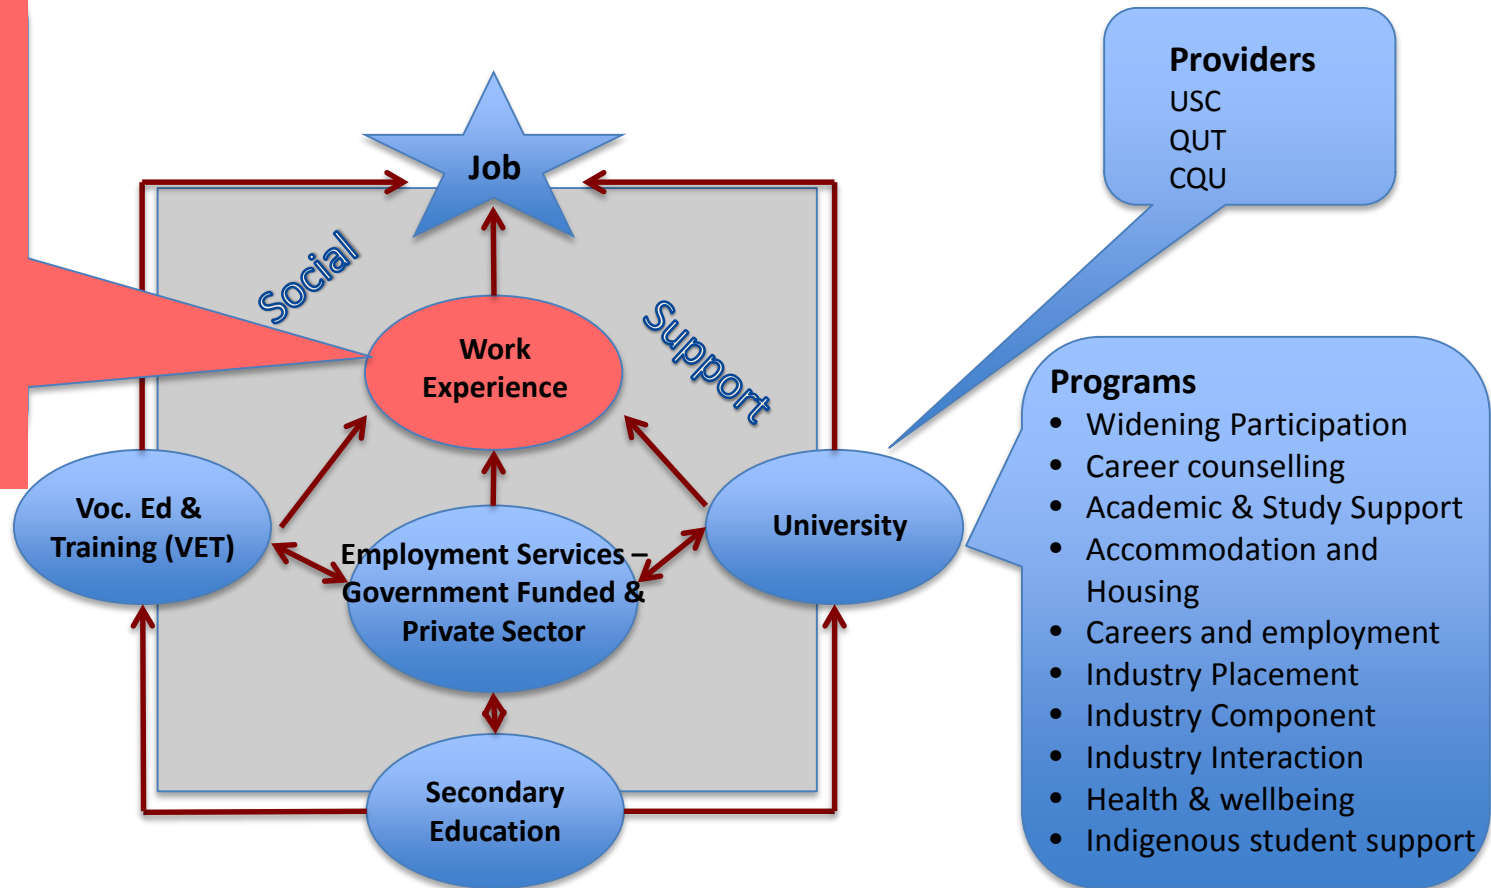 Providers
USC
QUT
CQU
Job
Social
Support
Work
Experience
Programs
• Widening Participation
• Career counselling
• Academic & Study Support
• Accommodation and
Housing
• Careers and employment
• Industry Placement
• Industry Component
• Industry Interaction
• Health & wellbeing
• Indigenous student support
Voc. Ed &
Training (VET)
Employment Services –
Government Funded &
Private Sector
University
Secondary
Education